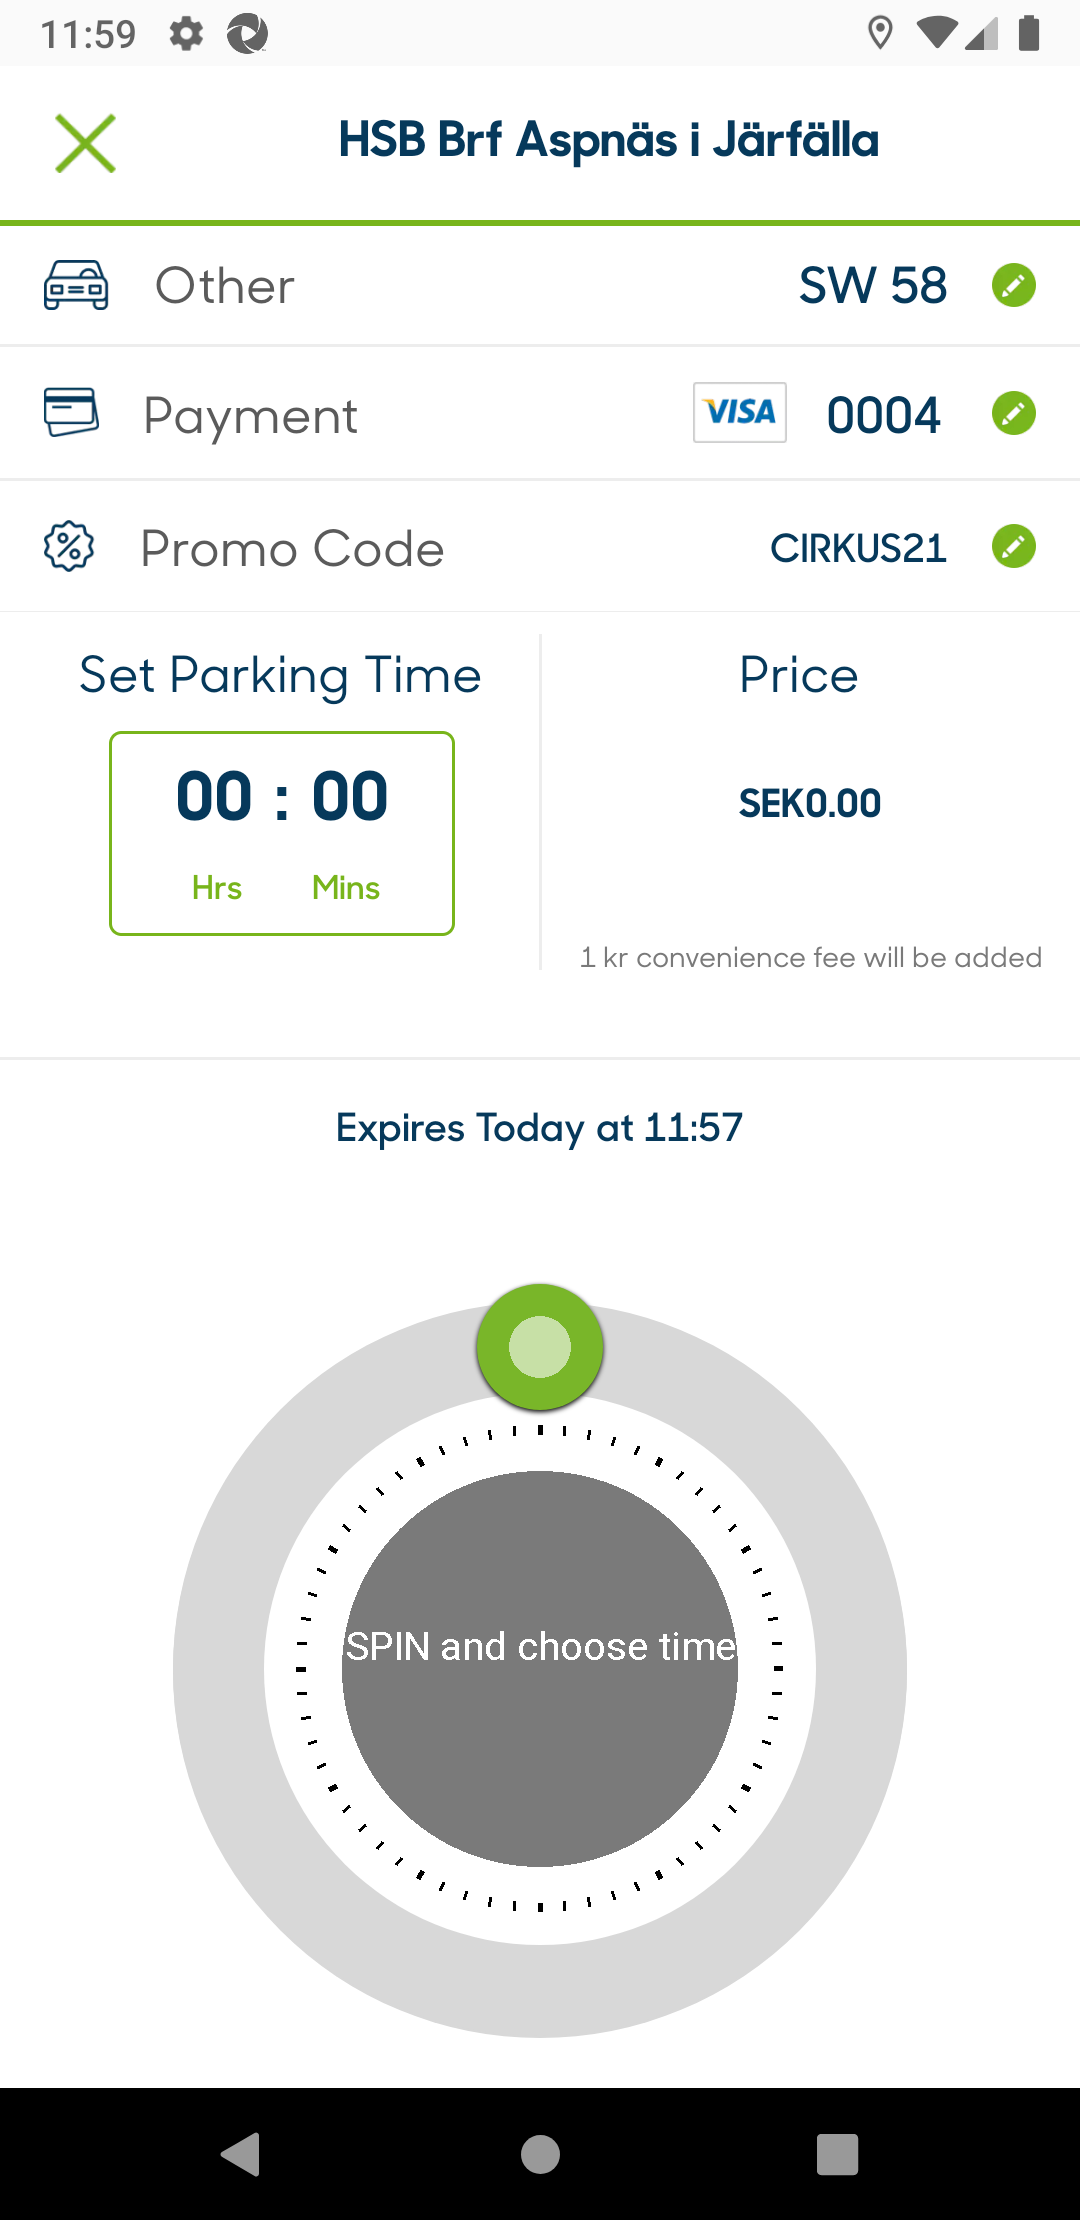 11:59
HSB Brf Aspnäs i Järfälla
Other SW 58
Payment VISA 0004
Promo Code CIRKUS21
Set Parking Time Price
00 : 00
SEK0.00
Hrs Mins
1 kr convenience fee will be added
Expires Today at 11:57
SPIN and choose time